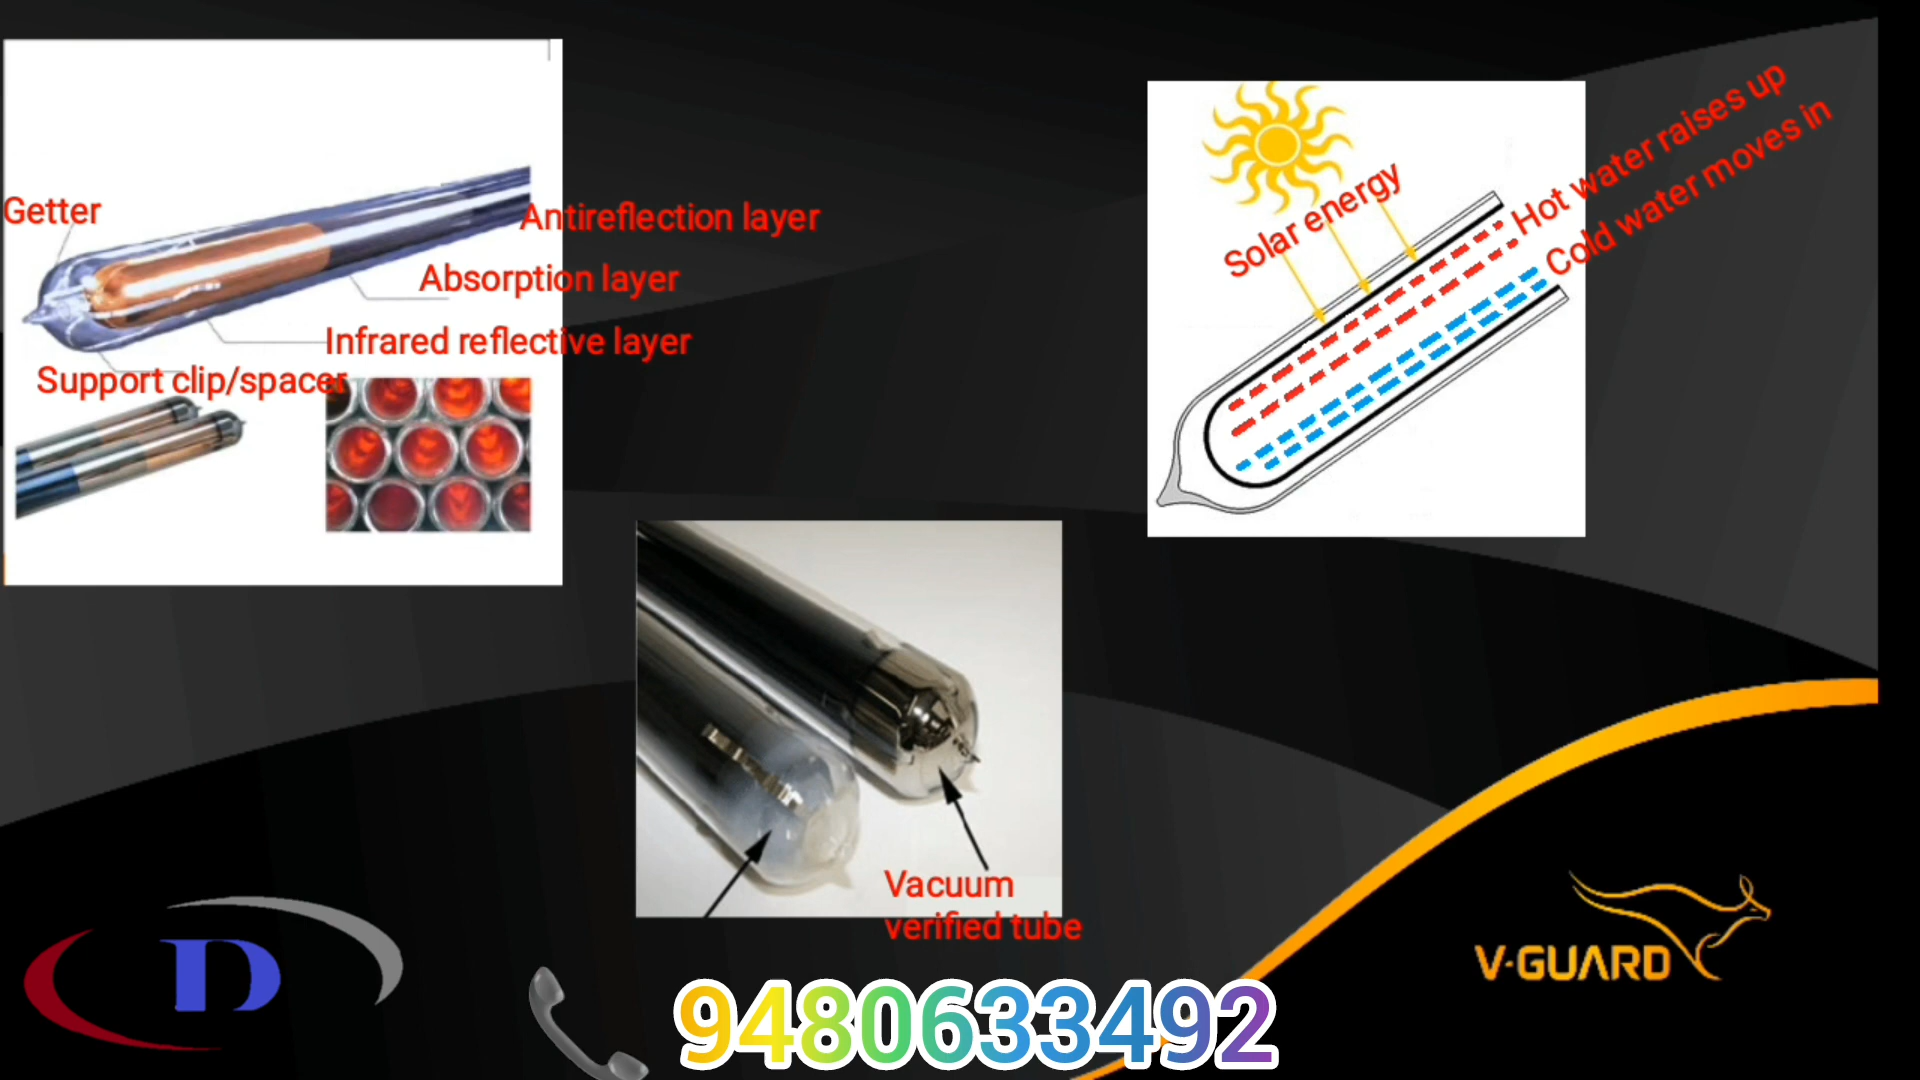 Getter
Antireflection layer
Absorption layer
Infrared reflective layer
Support clip/spacer
Solar energy
Hot water raises up
Cold water moves in
Vacuum
verified tube
D
V-GUARD
9480633492